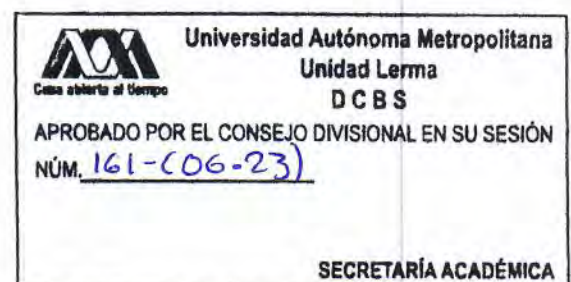 Universidad Autónoma Metropolitana
Unidad Lerma
Casa abierta al tiempo
DCBS
APROBADO POR EL CONSEJO DIVISIONAL EN SU SESIÓN
NÚM. 161-(06-23)
SECRETARÍA ACADÉMICA